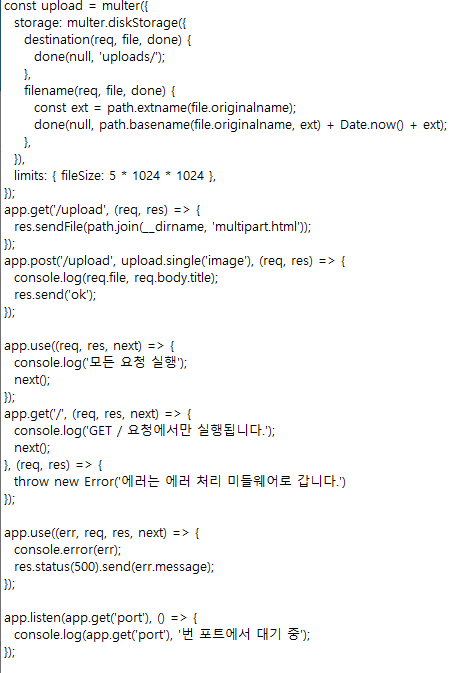 const upload = multer({
  storage: multer.diskStorage({
    destination(req, file, done) {
      done(null, 'uploads/');
    },
    filename(req, file, done) {
      const ext = path.extname(file.originalname);
      done(null, path.basename(file.originalname, ext) + Date.now() + ext);
    },
  }),
  limits: { fileSize: 5 * 1024 * 1024 },
});
app.get('/upload', (req, res) => {
  res.sendFile(path.join(__dirname, 'multipart.html'));
});
app.post('/upload', upload.single('image'), (req, res) => {
  console.log(req.file, req.body.title);
  res.send('ok');
});

app.use((req, res, next) => {
  console.log('모든 요청 실행');
  next();
});
app.get('/', (req, res, next) => {
  console.log('GET / 요청에서만 실행됩니다.');
  next();
}, (req, res) => {
  throw new Error('에러는 에러 처리 미들웨어로 갑니다.')
});

app.use((err, req, res, next) => {
  console.error(err);
  res.status(500).send(err.message);
});

app.listen(app.get('port'), () => {
  console.log(app.get('port'), '번 포트에서 대기 중');
});